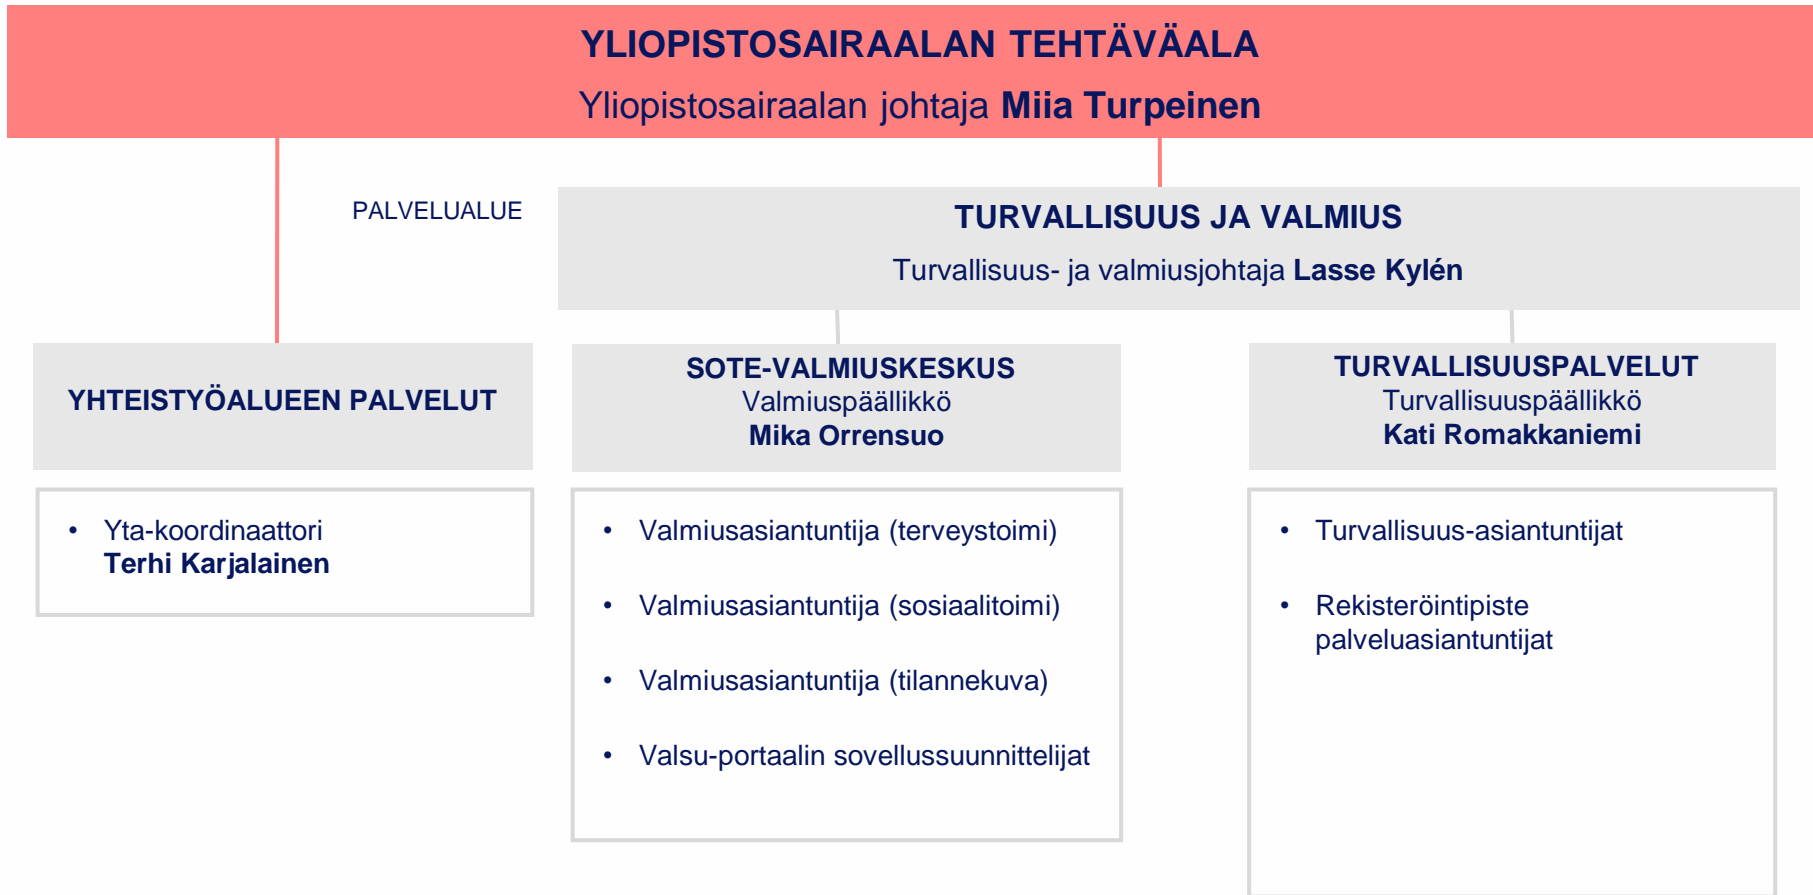 YLIOPISTOSAIRAALAN TEHTÄVÄALA
Yliopistosairaalan johtaja Miia Turpeinen
PALVELUALUE
TURVALLISUUS JA VALMIUS
Turvallisuus- ja valmiusjohtaja Lasse Kylén
YHTEISTYÖALUEEN PALVELUT
• Yta-koordinaattori
Terhi Karjalainen
SOTE-VALMIUSKESKUS
Valmiuspäällikkö
Mika Orrensuo
• Valmiusasiantuntija (terveystoimi)
• Valmiusasiantuntija (sosiaalitoimi)
• Valmiusasiantuntija (tilannekuva)
• Valsu-portaalin sovellussuunnittelijat
TURVALLISUUSPALVELUT
Turvallisuuspäällikkö
Kati Romakkaniemi
• Turvallisuus-asiantuntijat
• Rekisteröintipiste
palveluasiantuntijat